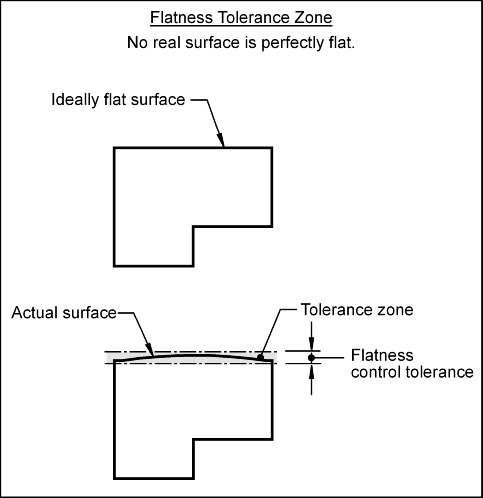 Flatness Tolerance Zone
No real surface is perfectly flat.
Ideally flat surface
Actual surface
Tolerance zone
Flatness
control tolerance